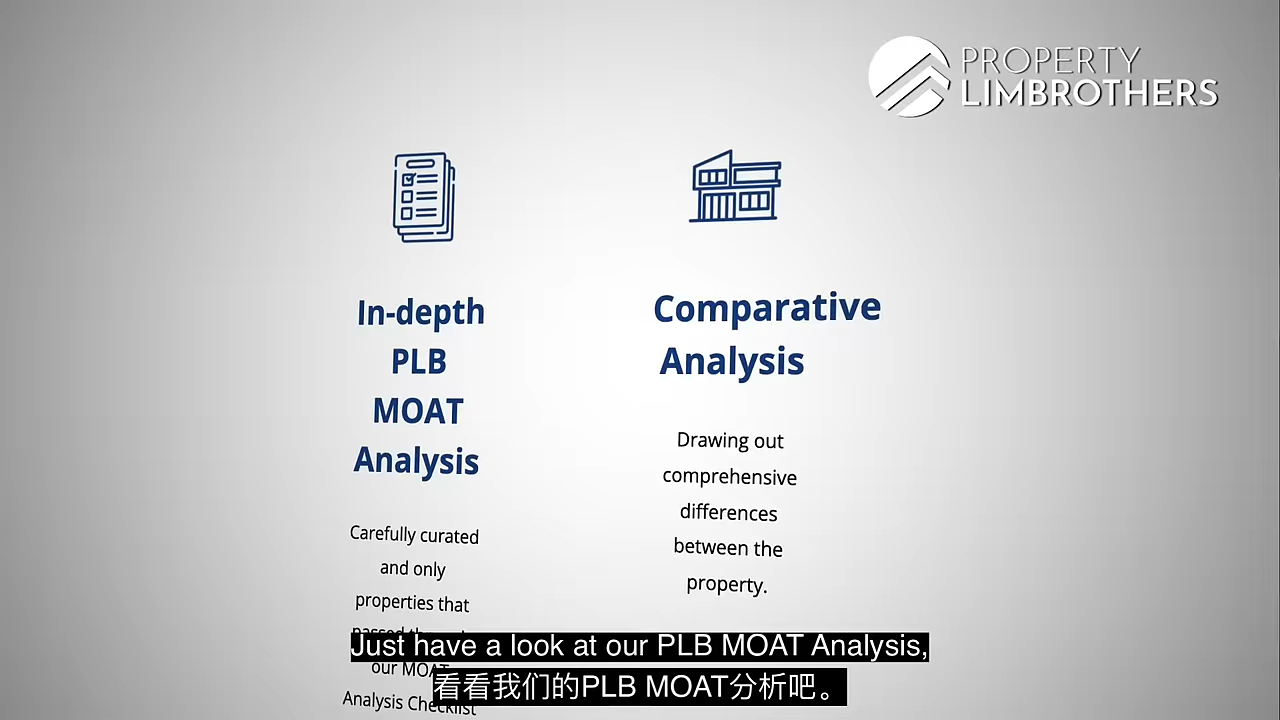 PROPERTY
LIMBROTHERS
In-depth
PLB
MOAT
Analysis
Carefully curated
and only
properties that
our MOAT
Analysis Checklist
Comparative
Analysis
Drawing out
comprehensive
differences
between the
property.
Just have a look at our PLB MOAT Analysis,
看看我们的PLB MOAT分析吧。